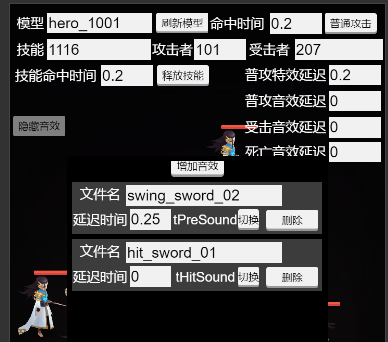 模型 hero_1001 刷新模型 命中时间 0.2 普通攻击
技能 1116 攻击者 101 受击者 207
技能命中时间 0.2 释放技能 普攻特效延迟 0.2
普攻音效延迟 0
隐藏音效 受击音效延迟 0
死亡音效延迟 0
增加音效
文件名 swing_sword_02
延迟时间 0.25 tPreSound 切换 删除
文件名 hit_sword_01
延迟时间 0 tHitSound 切换 删除